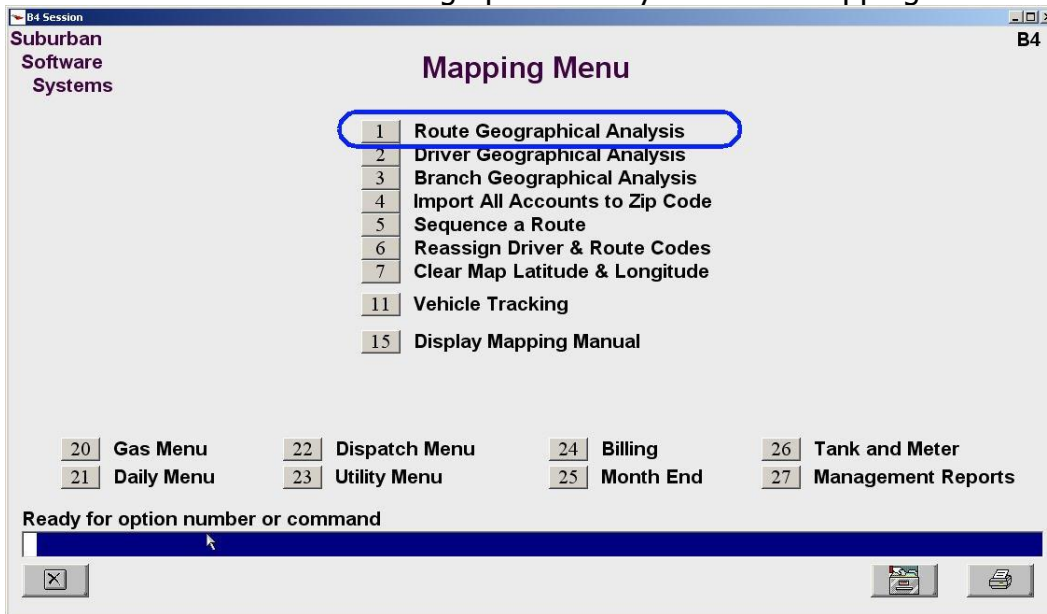 B4 Session
Suburban
Software
Systems
B4
Mapping Menu
1 Route Geographical Analysis
2 Driver Geographical Analysis
3 Branch Geographical Analysis
4 Import All Accounts to Zip Code
5 Sequence a Route
6 Reassign Driver & Route Codes
7 Clear Map Latitude & Longitude
11 Vehicle Tracking
15 Display Mapping Manual
20 Gas Menu 22 Dispatch Menu 24 Billing 26 Tank and Meter
21 Daily Menu 23 Utility Menu 25 Month End 27 Management Reports
Ready for option number or command